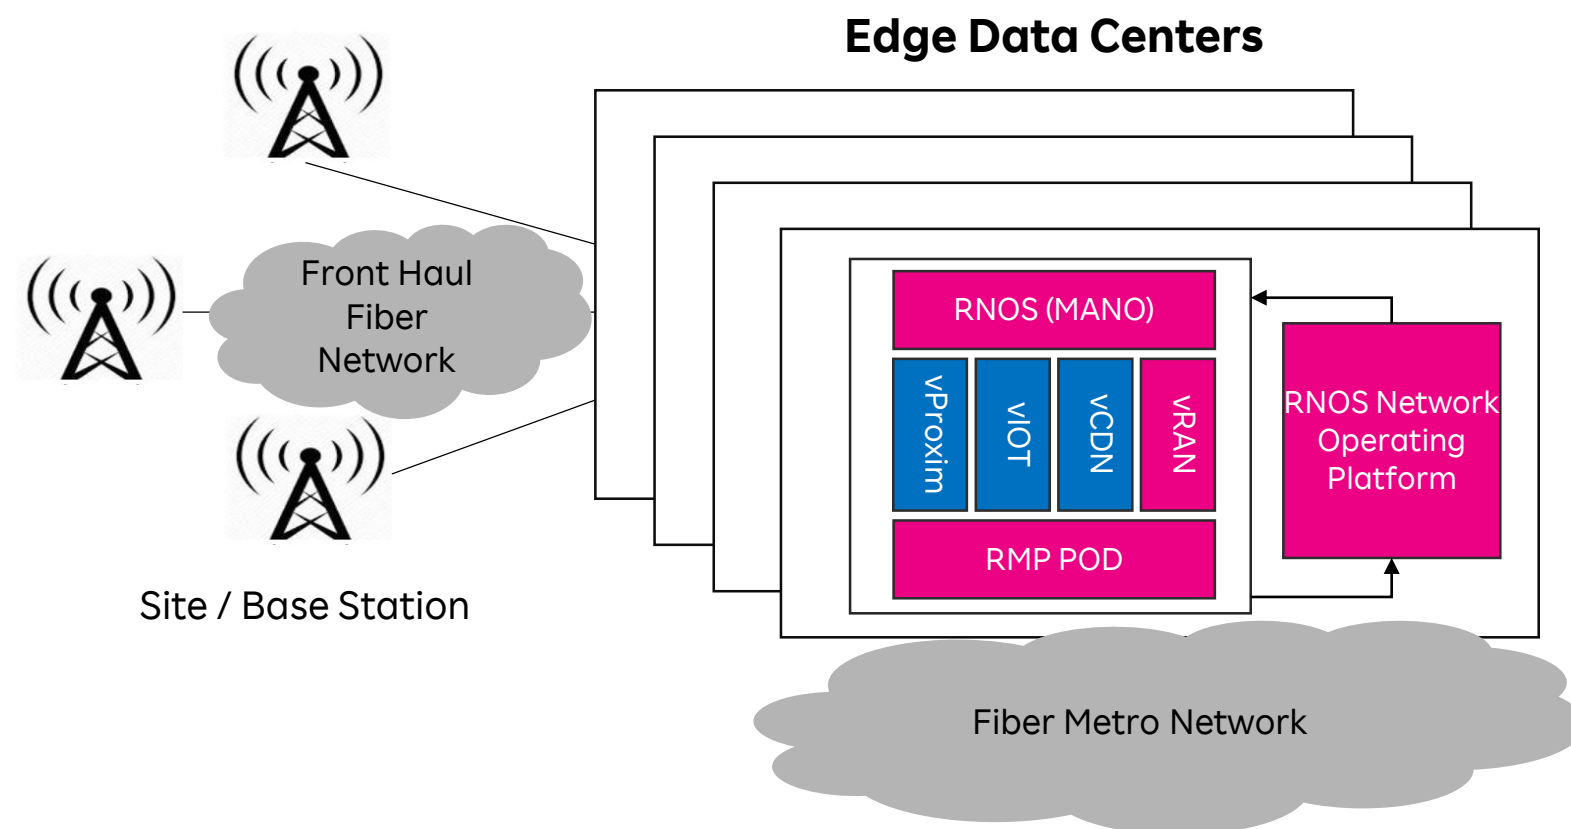 Edge Data Centers
Front Haul
Fiber
Network
Site / Base Station
RNOS (MANO)
vProxim
vIOT
vCDN
vRAN
RMP POD
RNOS Network
Operating
Platform
Fiber Metro Network